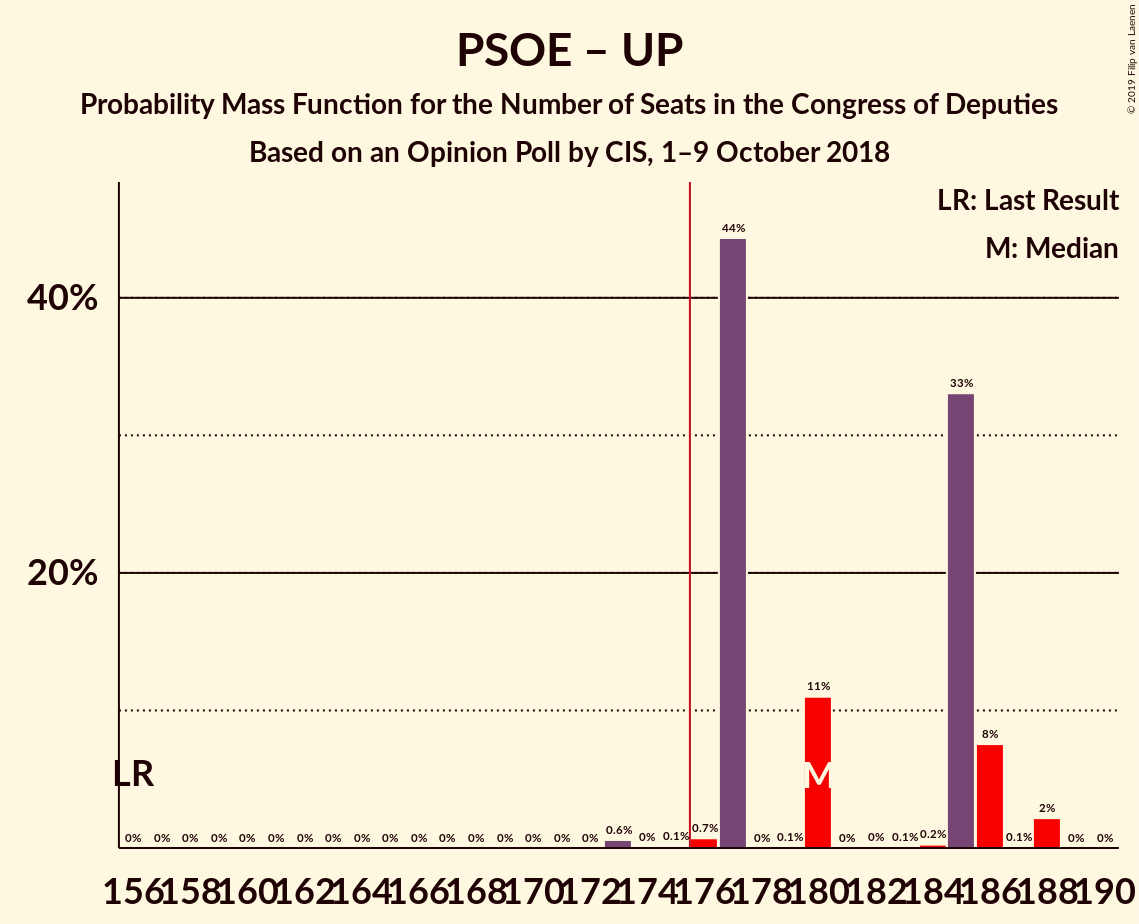 PSOE – UP
Probability Mass Function for the Number of Seats in the Congress of Deputies
Based on an Opinion Poll by CIS, 1–9 October 2018
© 2019 Filip van Laenen
LR: Last Result
M: Median
40%
20%
44%
33%
11%
8%
2%
LR
M
0% 0% 0% 0% 0% 0% 0% 0% 0% 0% 0% 0% 0% 0% 0% 0% 0% 0.6% 0% 0.1% 0.7% 0% 0.1% 0% 0% 0.1% 0.2% 0.1% 0% 0%
156 158 160 162 164 166 168 170 172 174 176 178 180 182 184 186 188 190